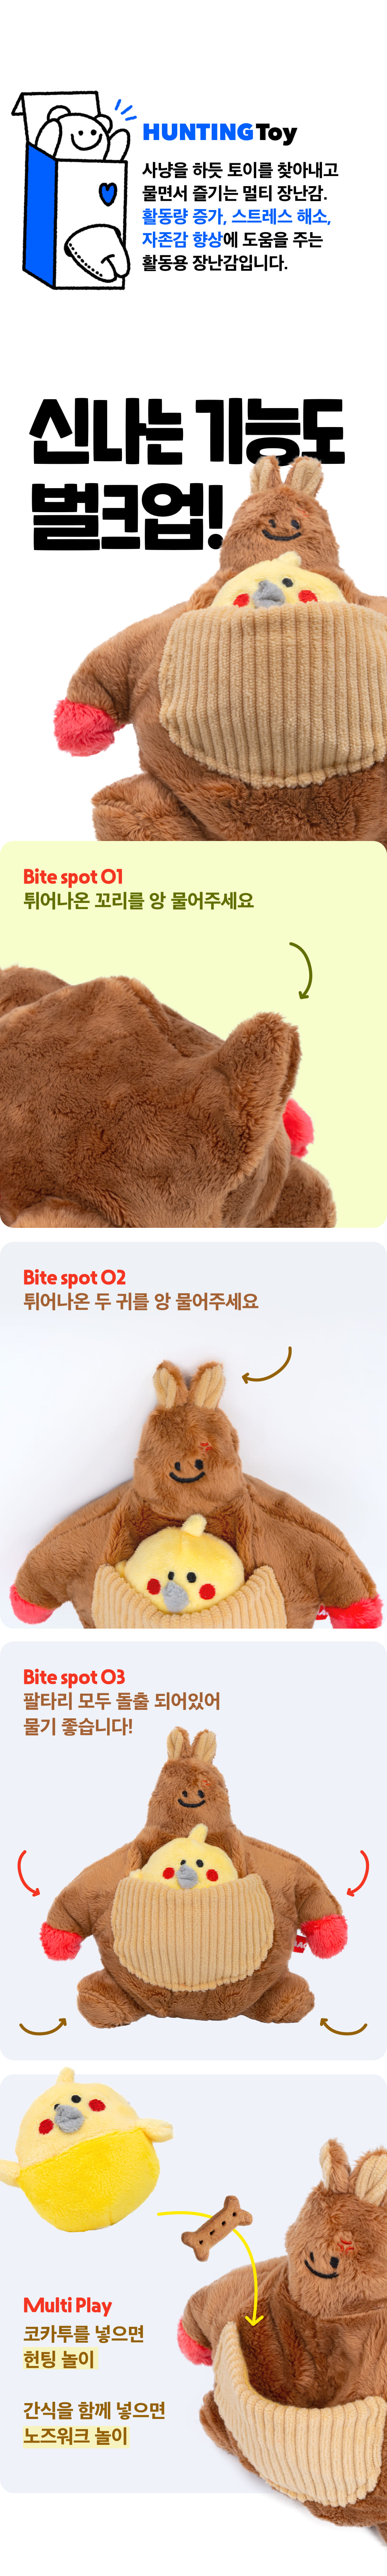 HUNTING Toy
사냥을 하듯 토이를 찾아내고
물면서 즐기는 멀티 장난감.
활동량 증가, 스트레스 해소,
자존감 향상에 도움을 주는
활동용 장난감입니다.
신나는 기능도
벌크업!
Bite spot 01
튀어나온 꼬리를 앙 물어주세요
Bite spot 02
튀어나온 두 귀를 앙 물어주세요
Bite spot 03
팔타리 모두 돌출 되어있어
물기 좋습니다!
Multi Play
코카투를 넣으면
헌팅 놀이
간식을 함께 넣으면
노즈워크 놀이